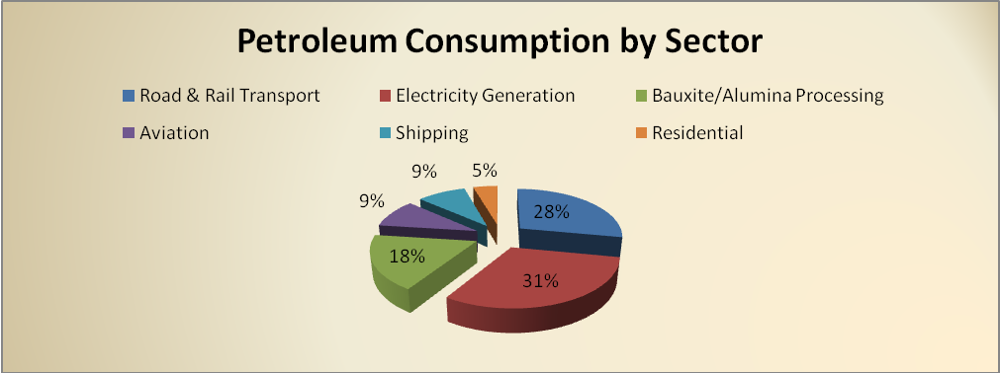 Petroleum Consumption by Sector
Road & Rail Transport Electricity Generation Bauxite/Alumina Processing
Aviation Shipping Residential
5%
9%
9%
28%
18%
31%